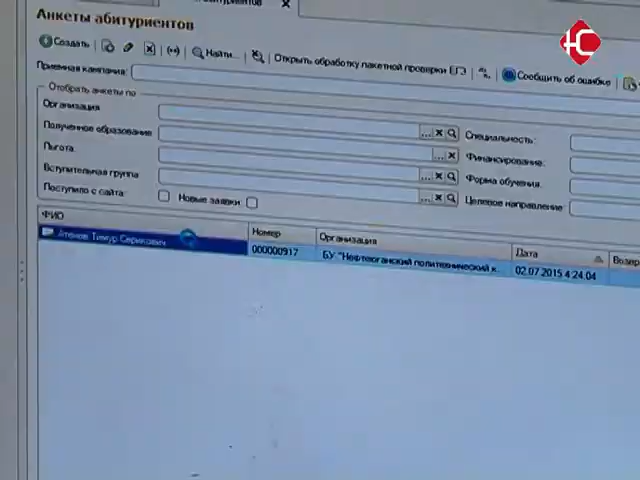 Анкеты абитуриентов
Создать Найти... Открыть обработку пакетной проверки ЕГЭ Сообщить об ошибке
Приемная кампания:
Отобрать анкеты по
Организация
Полученное образование
Специальность:
Льгота:
Финансирование:
Вступительная группа
Форма обучения:
Поступило с сайта: Новые заявки:
Целевое направление
ФИО Номер Организация Дата
Тимур Серикович 000000917 БУ "Нефтеюганский политехнический к... 02.07.2015 4:24:04